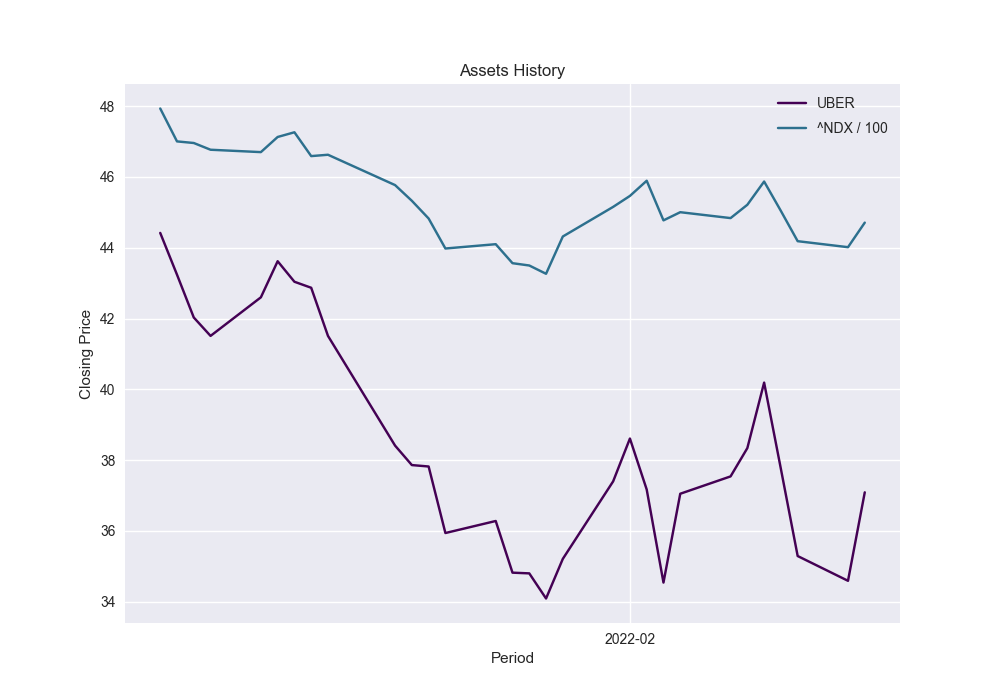 Assets History
UBER
^NDX / 100
48
46
44
42
40
38
36
34
Closing Price
2022-02
Period